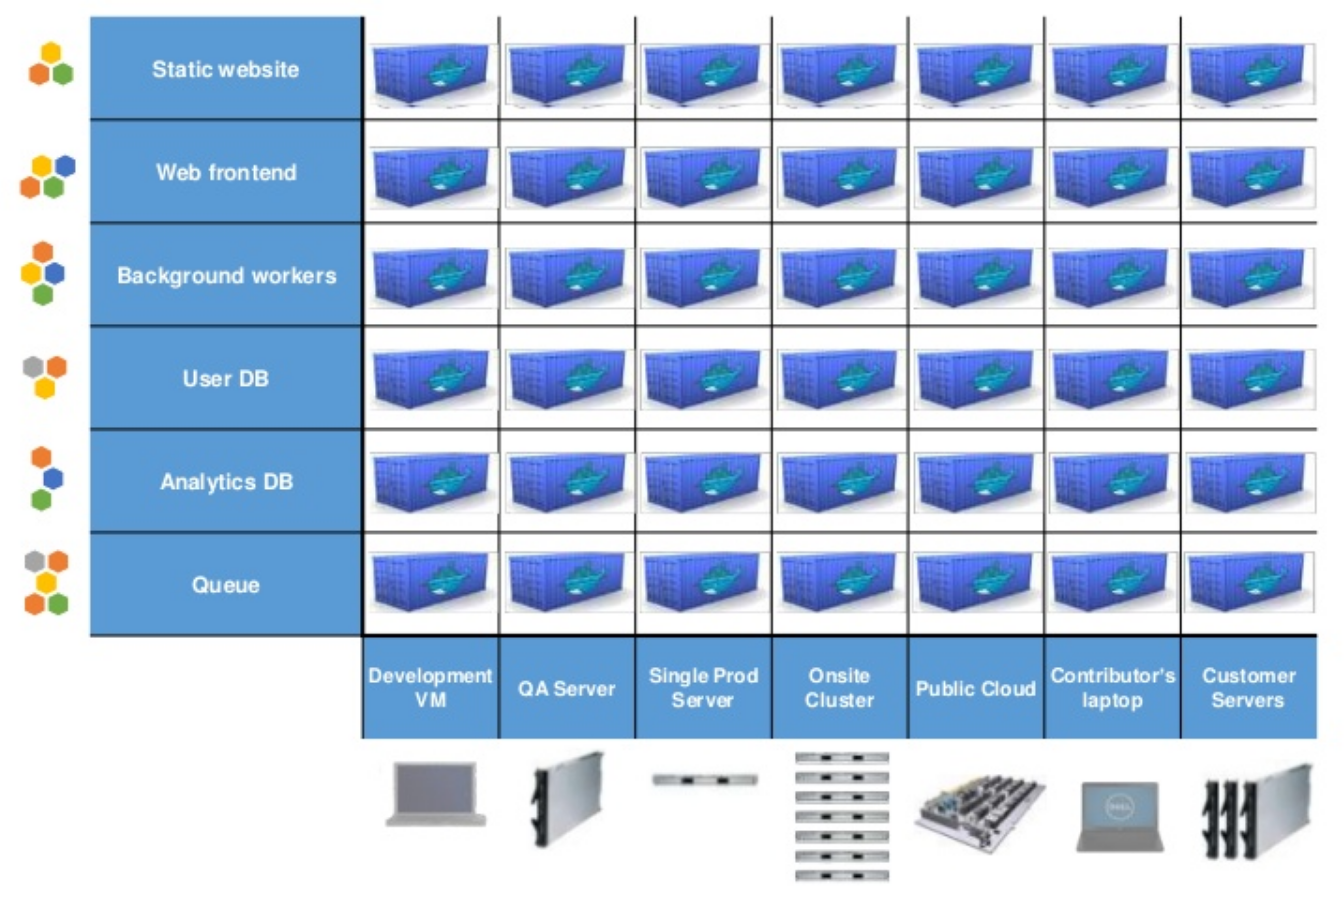 Static website
Web frontend
Background workers
User DB
Analytics DB
Queue
Development
VM
QA Server
Single Prod
Server
Onsite
Cluster
Public Cloud
Contributor's
laptop
Customer
Servers
DELL